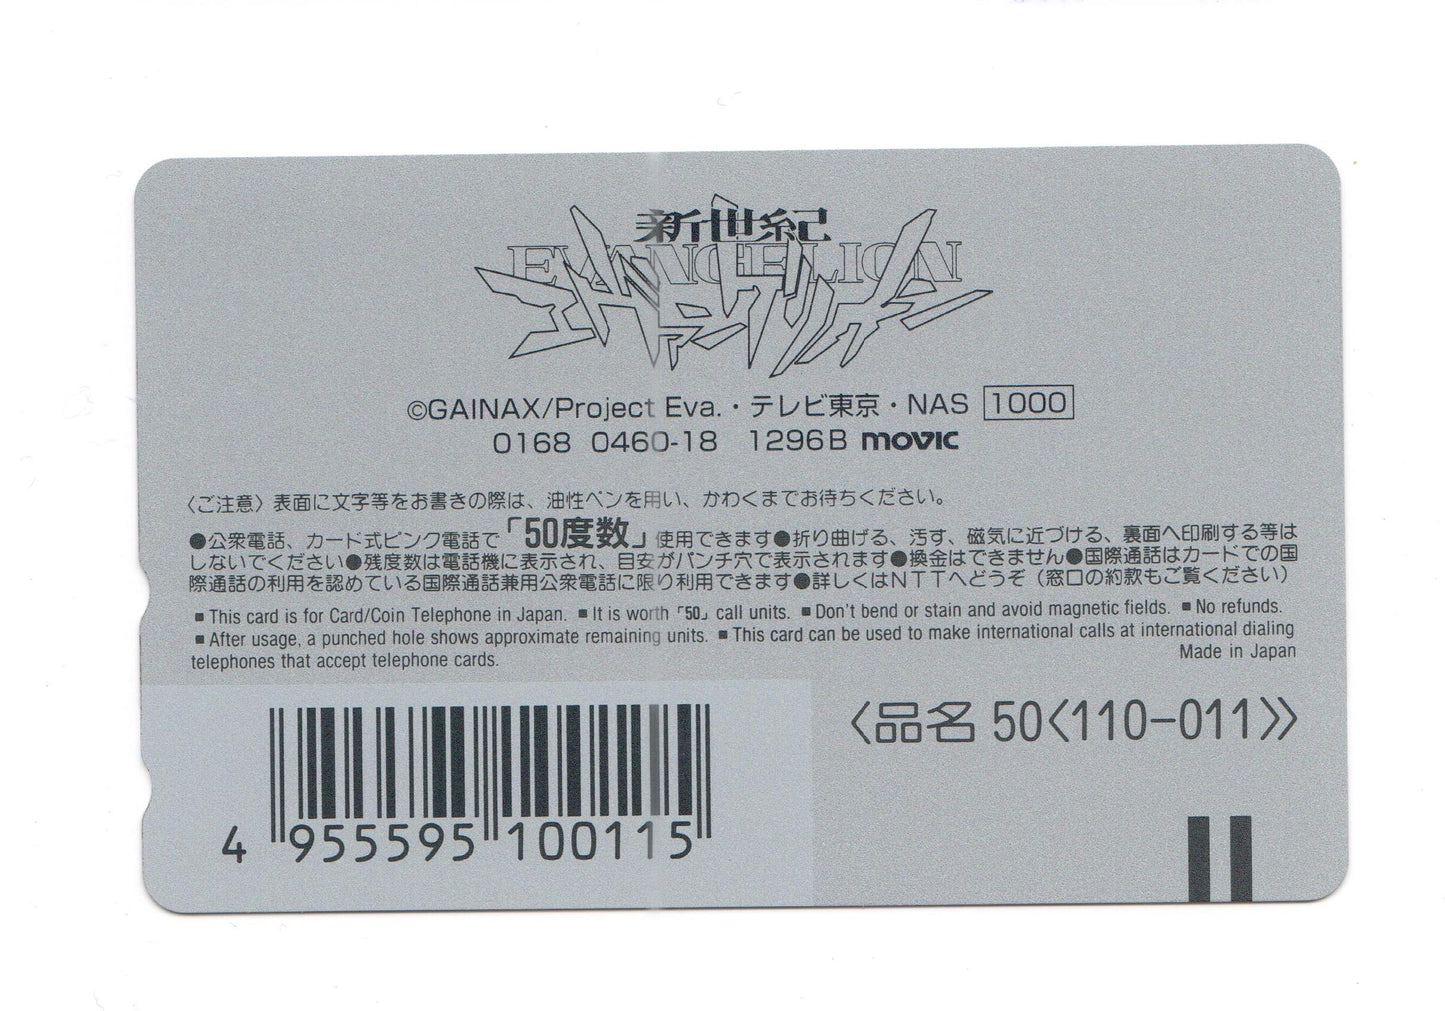 新世紀
EVANGELION
エヴァンゲリオン
©GAINAX/Project Eva.・テレビ東京・NAS 1000
0168 0460-18 1296B movic
〈ご注意〉表面に文字等をお書きの際は、油性ペンを用い、かわくまでお待ちください。
●公衆電話、カード式ピンク電話で「50度数」使用できます●折り曲げる、汚す、磁気に近づける、裏面へ印刷する等は
しないでください●残度数は電話機に表示され、目安がパンチ穴で表示されます●換金はできません●国際通話はカードでの国
際通話の利用を認めている国際通話兼用公衆電話に限り利用できます●詳しくはNTTへどうぞ（窓口の約款もご覧ください）
■ This card is for Card/Coin Telephone in Japan. ■ It is worth「50」call units. ■ Don't bend or stain and avoid magnetic fields. ■ No refunds.
■ After usage, a punched hole shows approximate remaining units. ■ This card can be used to make international calls at international dialing
telephones that accept telephone cards.
Made in Japan
〈品名 50〈110-011〉〉
4 955595 100115